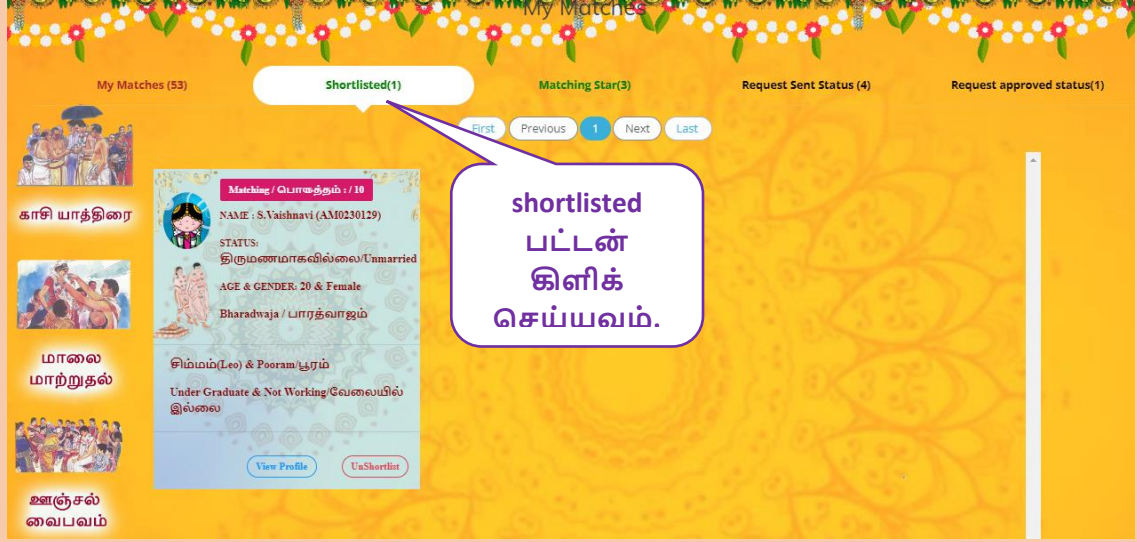 My Matches
My Matches (53)
Shortlisted(1)
Matching Star(3)
Request Sent Status (4)
Request approved status(1)
First
Previous
1
Next
Last
காசி யாத்திரை
மாலை
மாற்றுதல்
ஊஞ்சல்
வைபவம்
Matching / பொருத்தம் : / 10
NAME : S.Vaishnavi (AM0230129)
STATUS:
திருமணமாகவில்லை/Unmarried
AGE & GENDER: 20 & Female
Bharadwaja / பாரத்வாஜம்
சிம்மம்(Leo) & Pooram/பூரம்
Under Graduate & Not Working/வேலையில்
இல்லை
View Profile
UnShortlist
shortlisted
பட்டன்
கிளிக்
செய்யவும்.